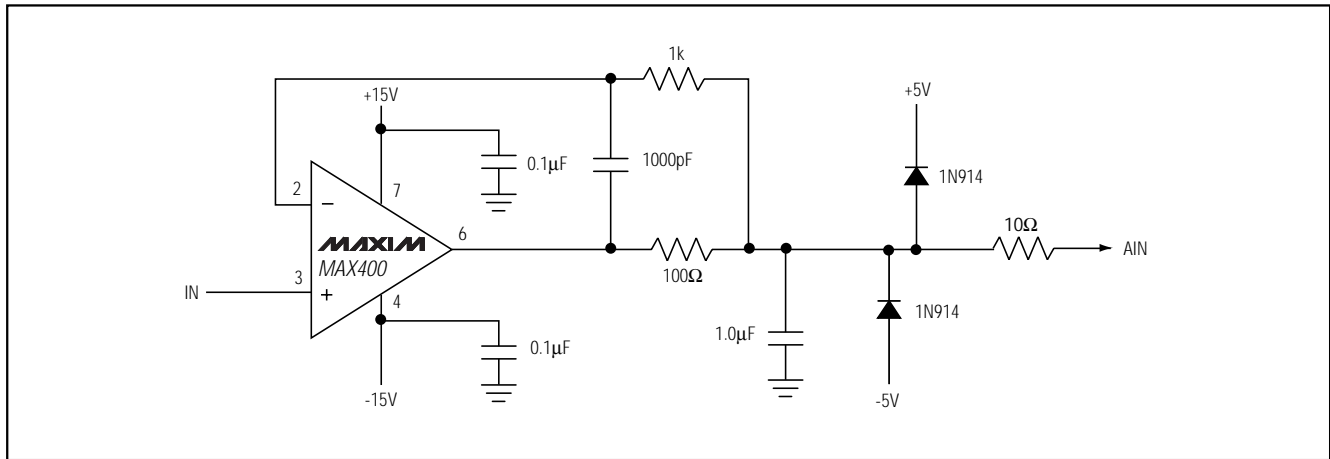 1k
+15V
+5V
0.1μF
1000pF
1N914
2
7
−
MAXIM
MAX400
6
10Ω
100Ω
AIN
IN
3
+
4
1N914
1.0μF
0.1μF
-15V
-5V